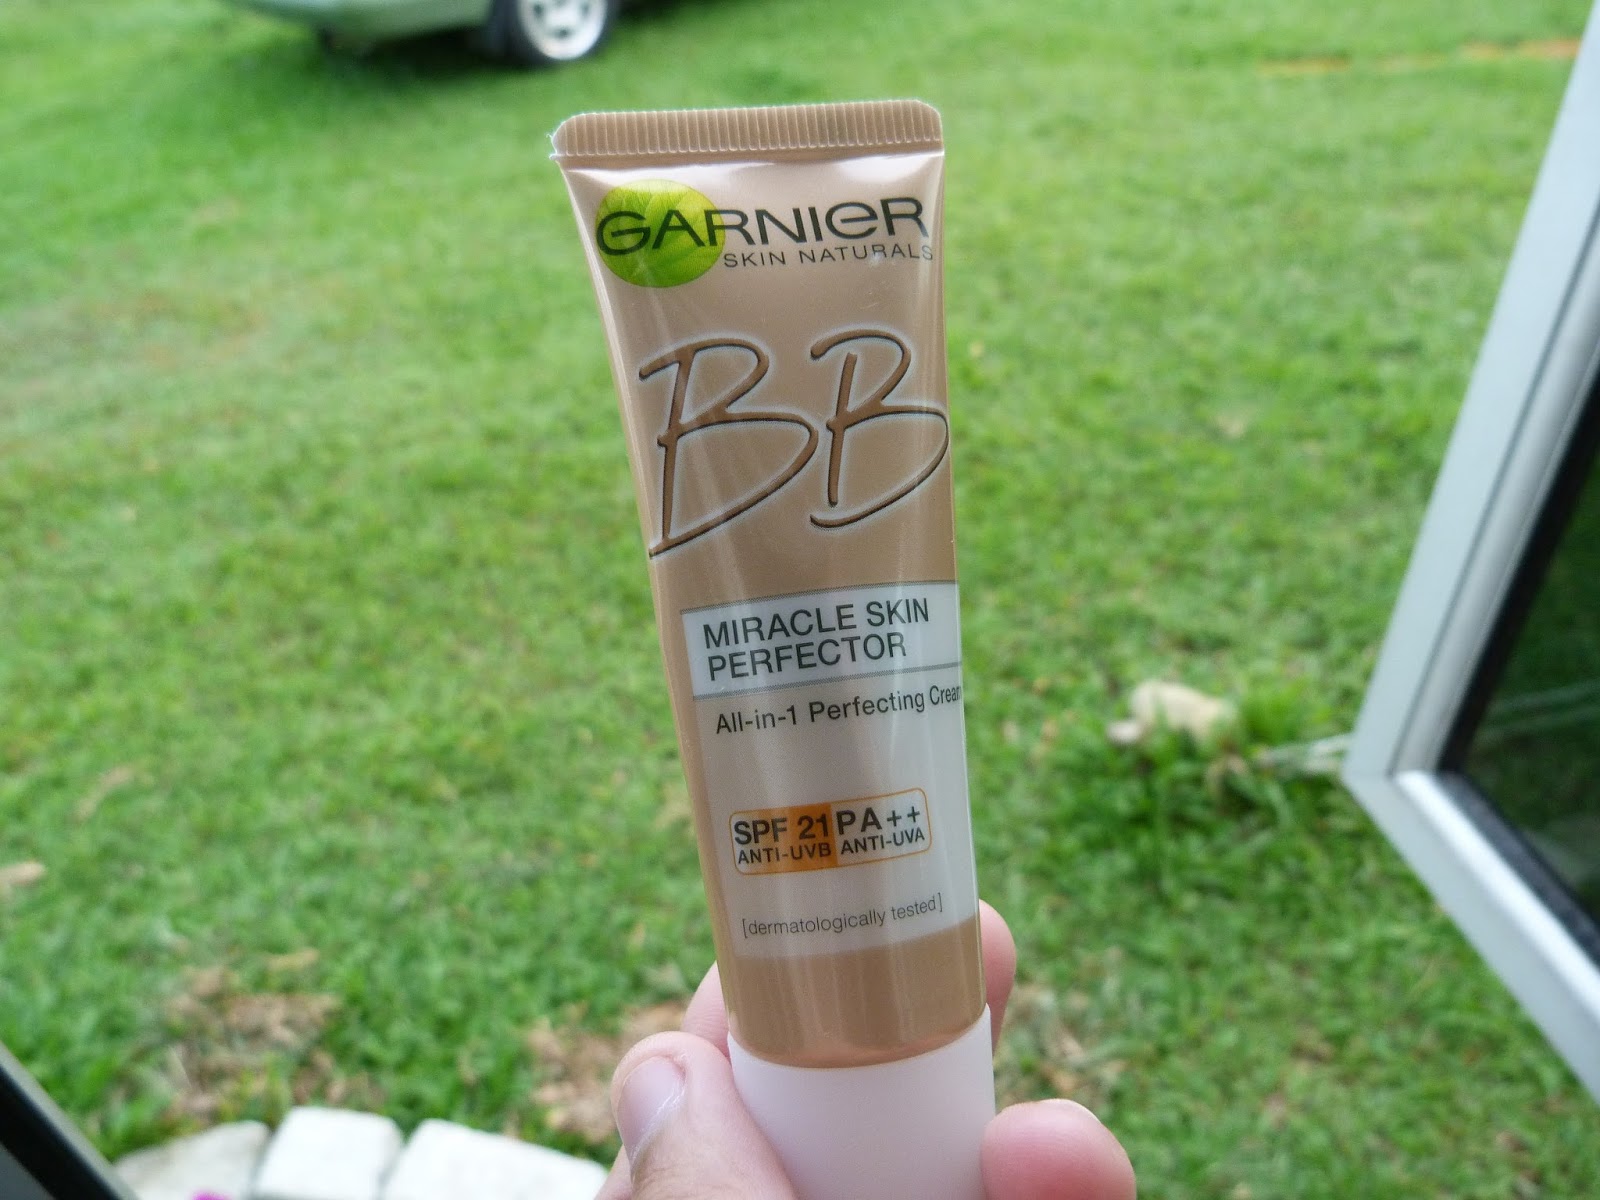 GARNIER
SKIN NATURALS
BB
MIRACLE SKIN
PERFECTOR
All-in-1 Perfecting Cream
SPF 21 PA++
ANTI-UVB ANTI-UVA
[dermatologically tested]